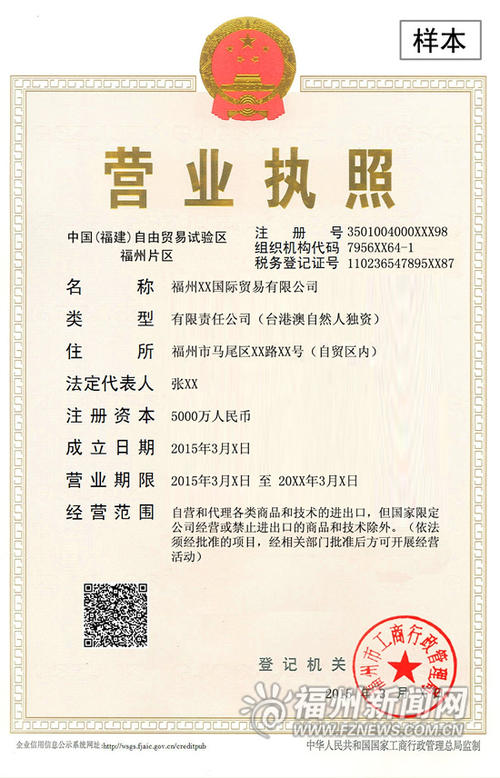 样本
营业执照
中国(福建)自由贸易试验区
福州片区
注 册 号 3501004000XXX98
组织机构代码 7956XX64-1
税务登记证号 110236547895XX87
名 称 福州XX国际贸易有限公司
类 型 有限责任公司（台港澳自然人独资）
住 所 福州市马尾区XX路XX号（自贸区内）
法定代表人 张XX
注册资本 5000万人民币
成立日期 2015年3月X日
营业期限 2015年3月X日 至 20XX年3月X日
经营范围 自营和代理各类商品和技术的进出口，但国家限定
公司经营或禁止进出口的商品和技术除外。（依法
须经批准的项目，经相关部门批准后方可开展经营
活动）
福州市工商行政管理局
登记机关
2015年3月 日
福州新闻网
WWW.FZNEWS.COM.CN
企业信用信息公示系统网址:http://wsgs.fjaic.gov.cn/creditpub
中华人民共和国国家工商行政管理总局监制